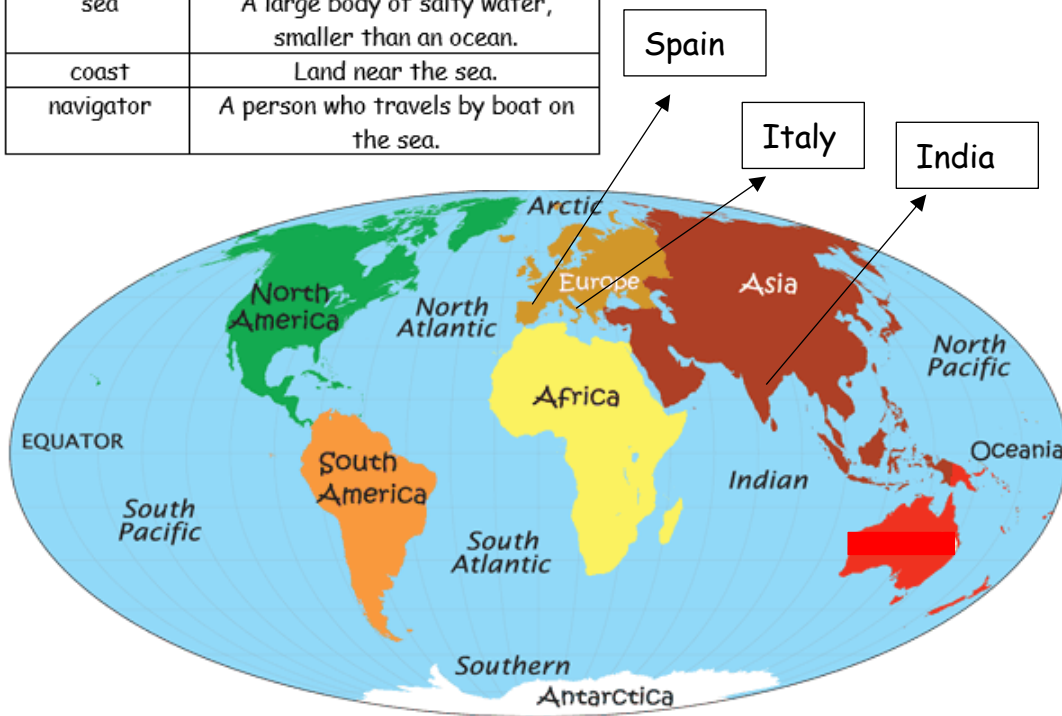 sea A large body of salty water,
smaller than an ocean.
coast Land near the sea.
navigator A person who travels by boat on
the sea.
Spain
Italy
India
Arctic
North
America
North
Atlantic
Europe
Asia
North
Pacific
Africa
EQUATOR
South
America
Indian
Oceania
South
Pacific
South
Atlantic
Southern
Antarctica